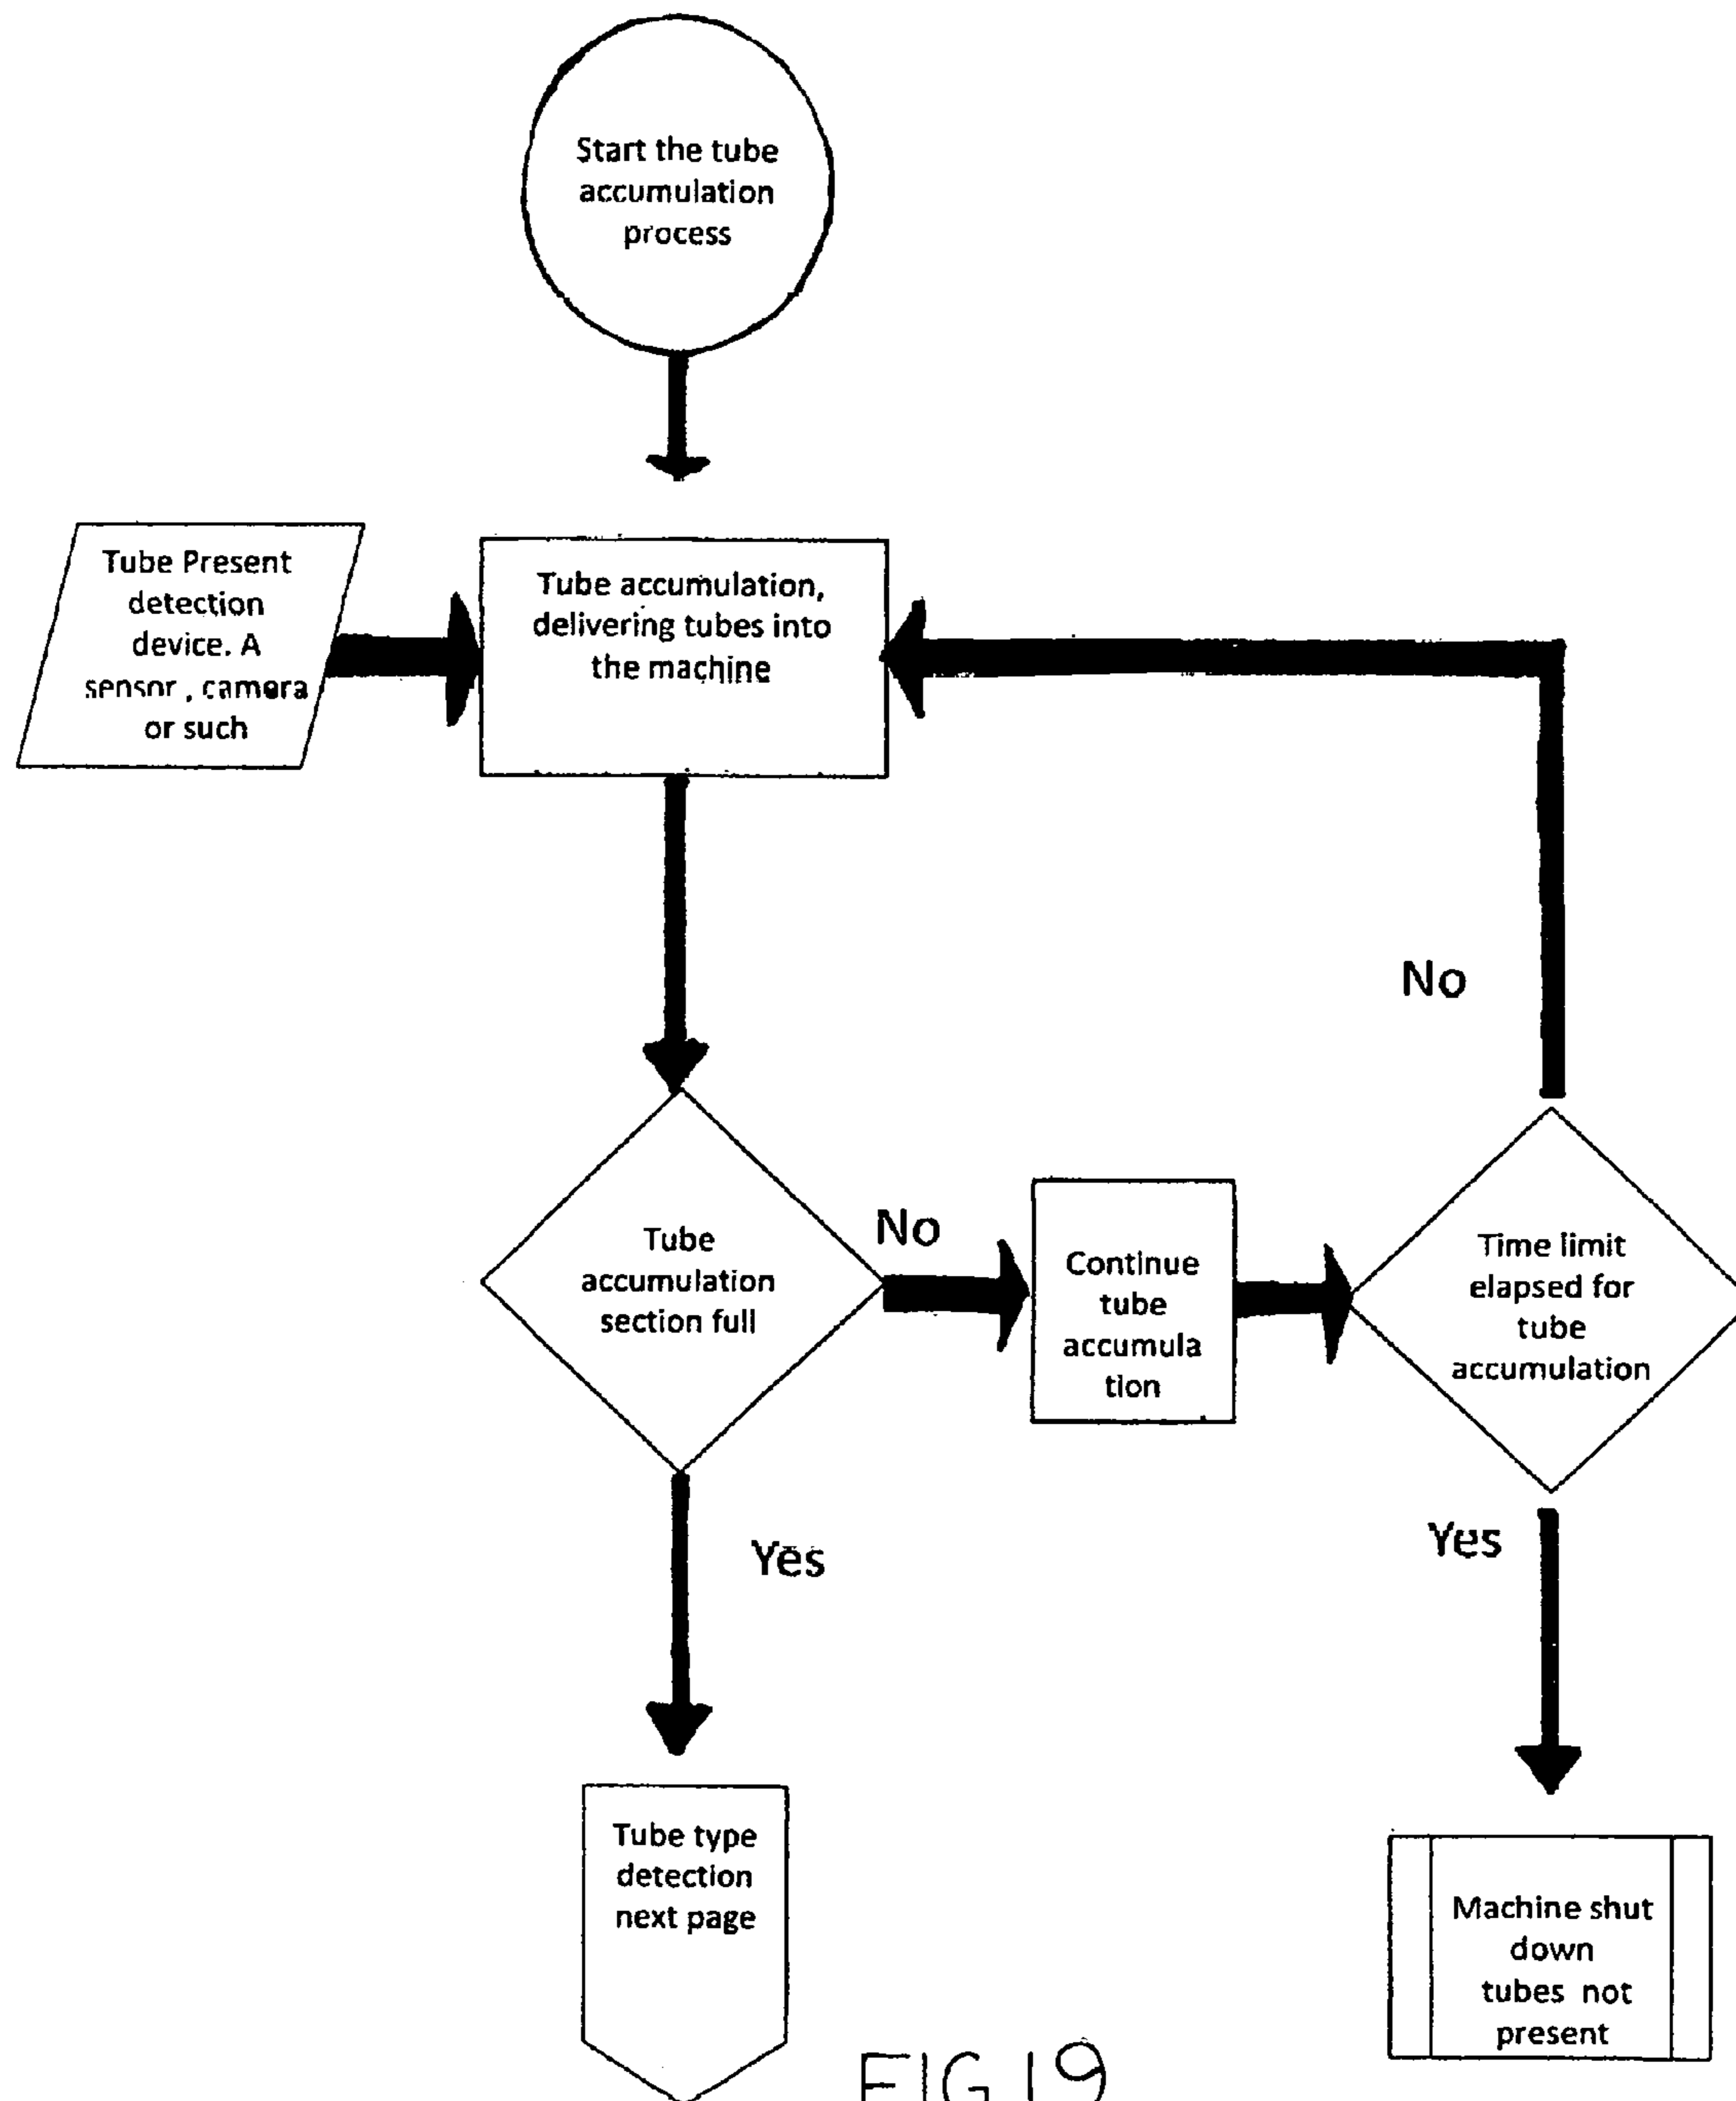 Start the tube
accumulation
process
Tube Present
detection
device. A
sensor , camera
or such
Tube accumulation,
delivering tubes into
the machine
No
Tube
accumulation
section full
No
Continue
tube
accumula
tion
Time limit
elapsed for
tube
accumulation
Yes
Yes
Tube type
detection
next page
Machine shut
down
tubes not
present
FIG 19